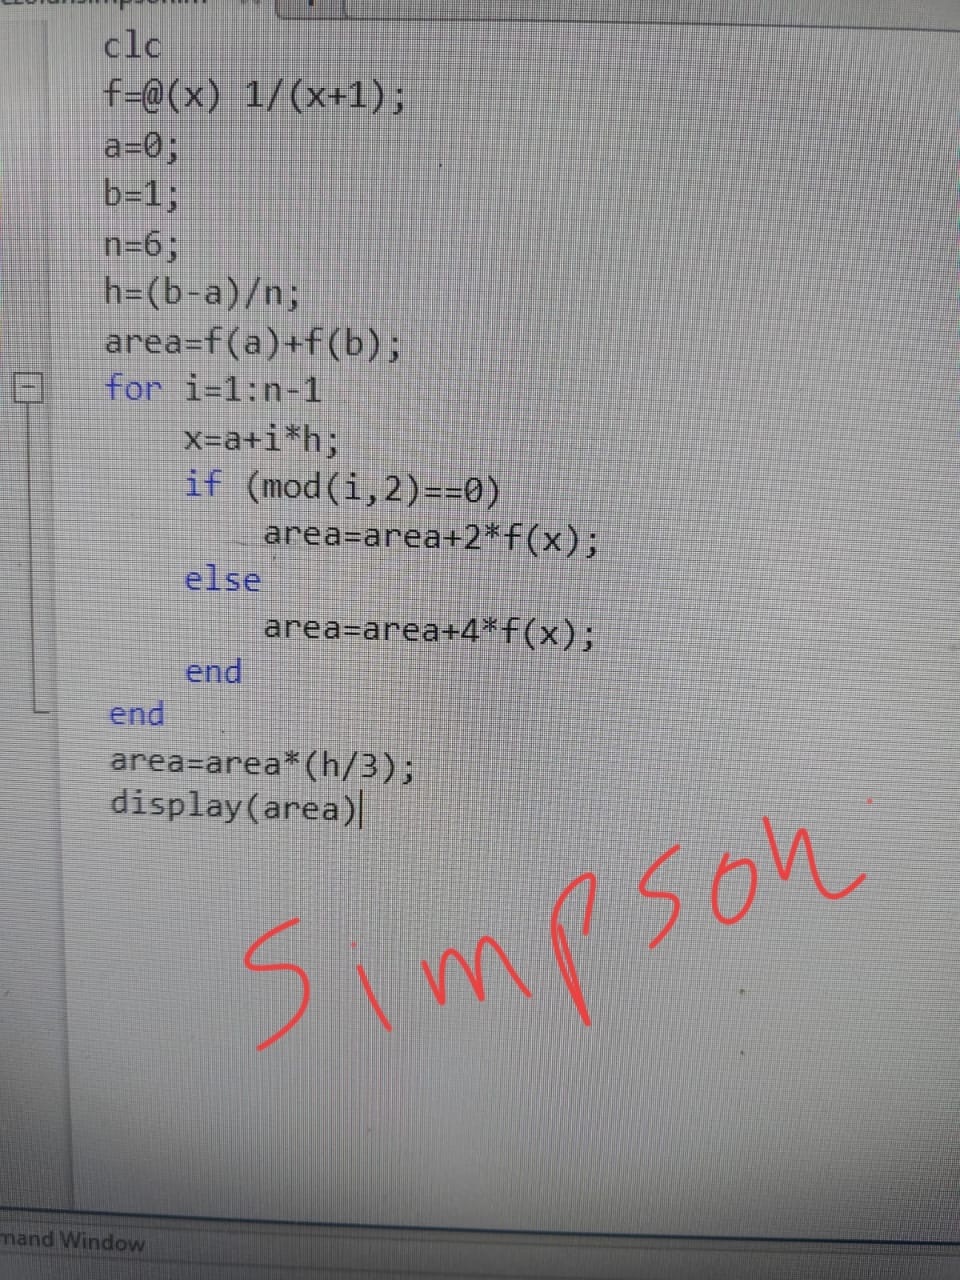 clc
f=@(x) 1/(x+1);
a=0;
b=1;
n=6;
h=(b-a)/n;
area=f(a)+f(b);
for i=1:n-1
    x=a+i*h;
    if (mod(i,2)==0)
        area=area+2*f(x);
    else
        area=area+4*f(x);
    end
end
area=area*(h/3);
display(area)
Simpson
Window